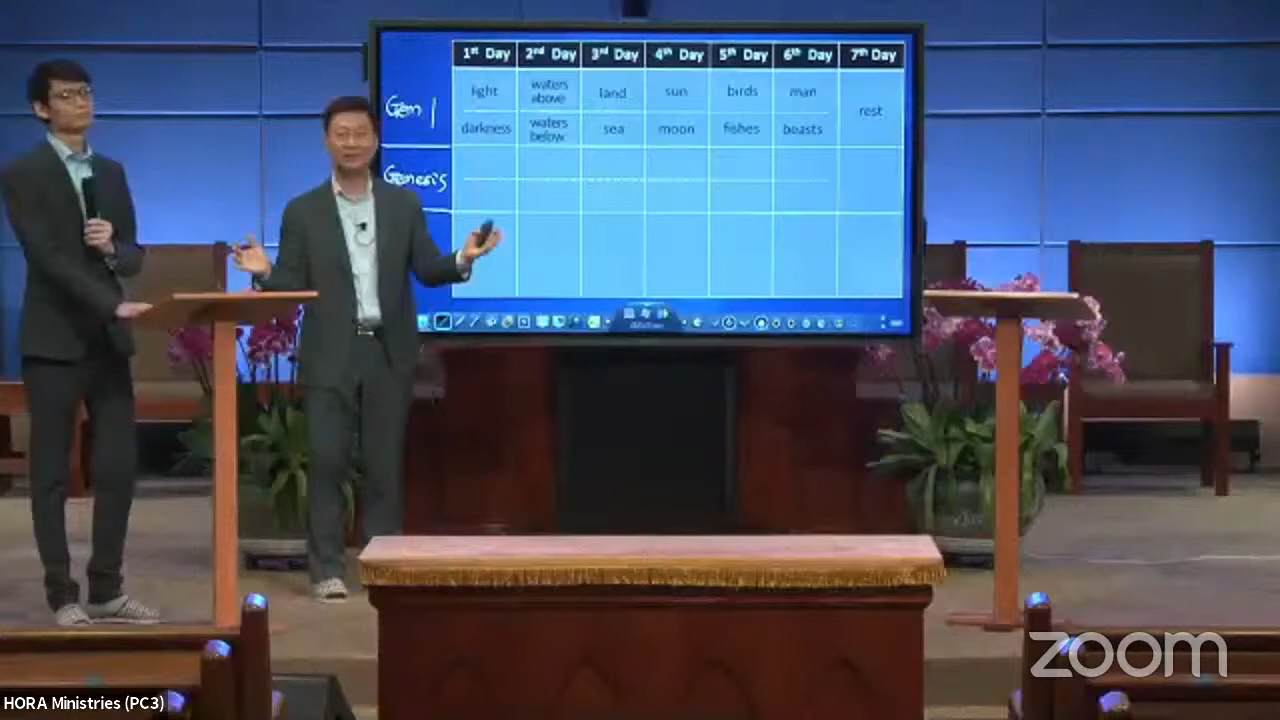 1st Day 2nd Day 3rd Day 4th Day 5th Day 6th Day 7th Day
Gen 1
light waters above land sun birds man rest
darkness waters below sea moon fishes beasts
Genesis
zoom
HORA Ministries (PC3)